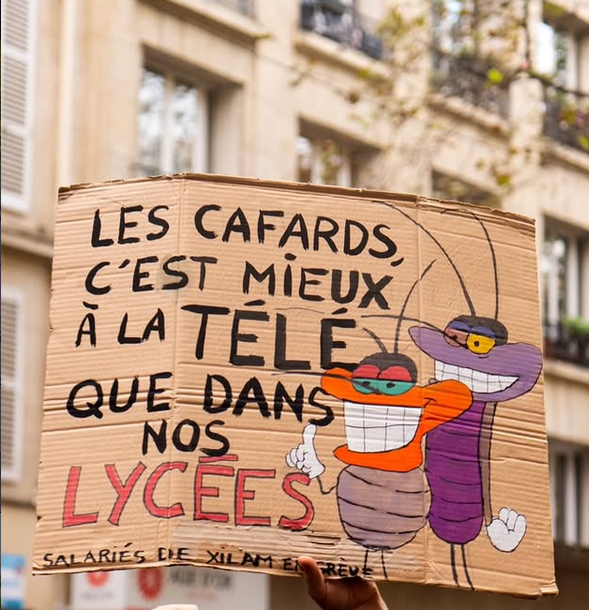 LES CAFARDS,
C'EST MiEUX
À LA TÉLÉ
QUE DANS
NOS
LYCÉES
SALARIÉS DE XILAM EN GRÈVE